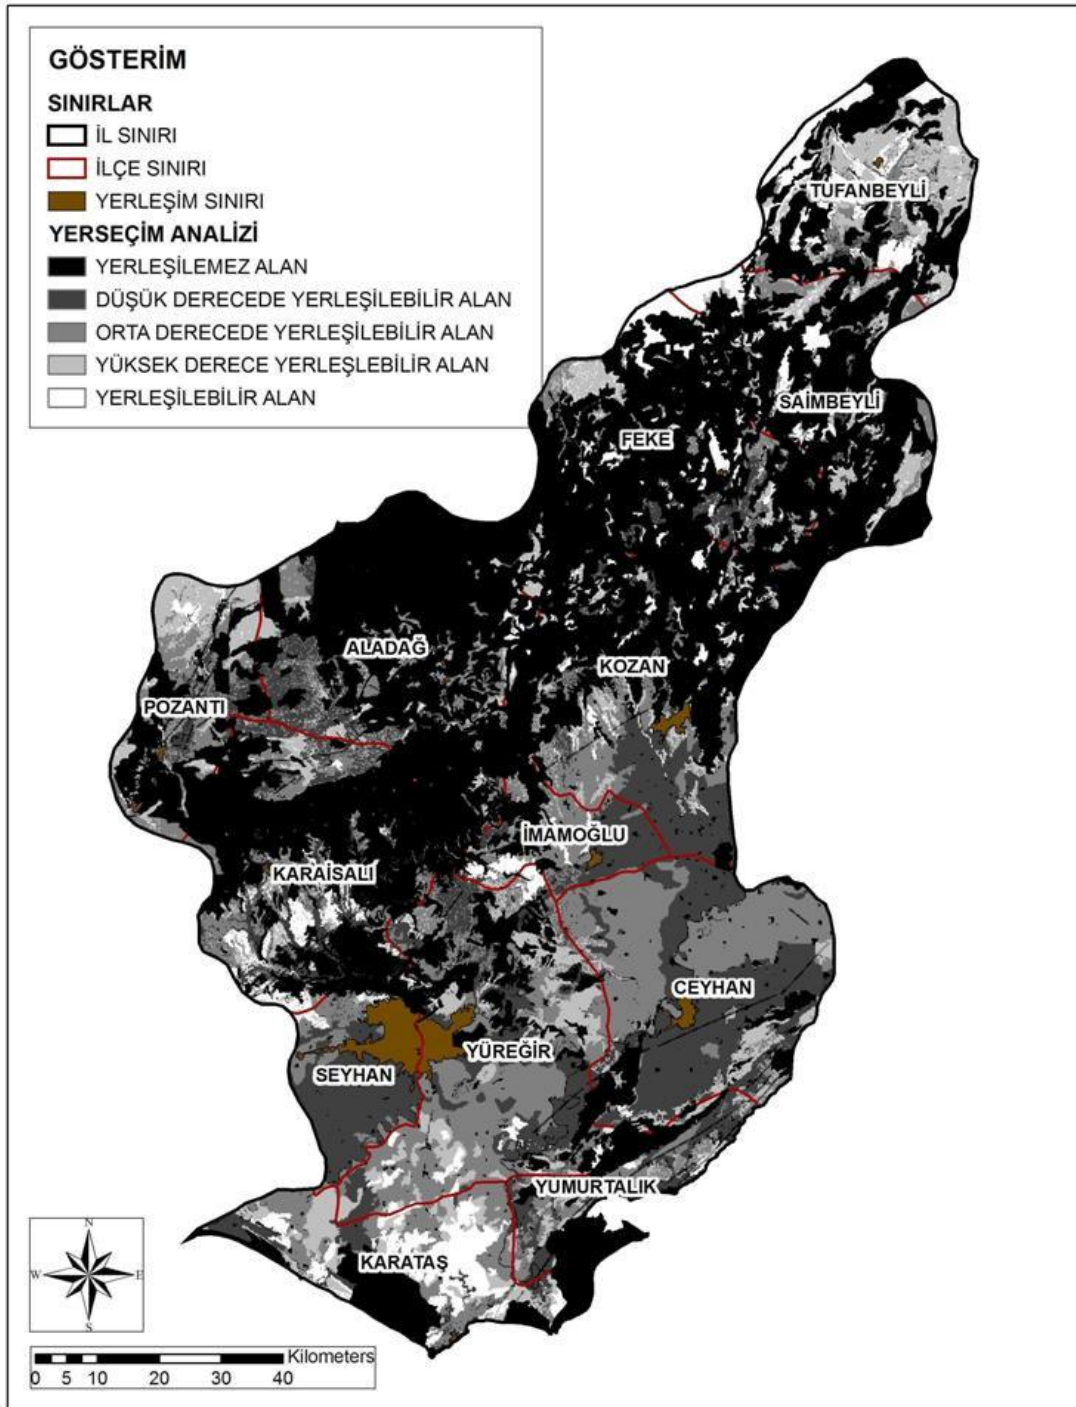 GÖSTERİM
SINIRLAR
İL SINIRI
İLÇE SINIRI
YERLEŞİM SINIRI
YERSEÇİM ANALİZİ
YERLEŞİLEMEZ ALAN
DÜŞÜK DERECEDE YERLEŞİLEBİLİR ALAN
ORTA DERECEDE YERLEŞİLEBİLİR ALAN
YÜKSEK DERECE YERLEŞLEBİLİR ALAN
YERLEŞİLEBİLİR ALAN
TUFANBEYLİ
SAİMBEYLİ
FEKE
ALADAĞ
KOZAN
POZANTI
İMAMOĞLU
KARAİSALI
CEYHAN
YÜREĞİR
SEYHAN
YUMURTALIK
KARATAŞ
N
W E
S
Kilometers
0 5 10 20 30 40